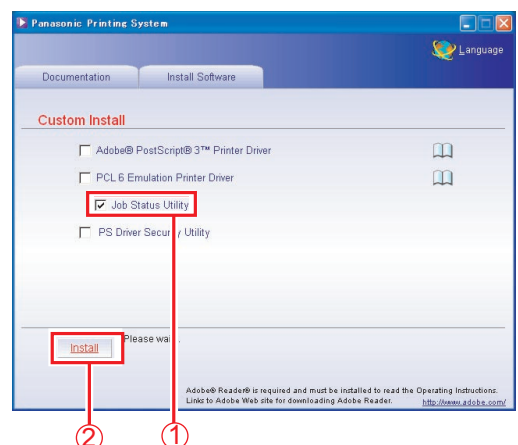 Panasonic Printing System
Language
Documentation
Install Software
Custom Install
Adobe® PostScript® 3™ Printer Driver
PCL 6 Emulation Printer Driver
Job Status Utility
PS Driver Security Utility
Install
Please wait.
Adobe® Reader® is required and must be installed to read the Operating Instructions.
Links to Adobe Web site for downloading Adobe Reader. http://www.adobe.com/
② ①